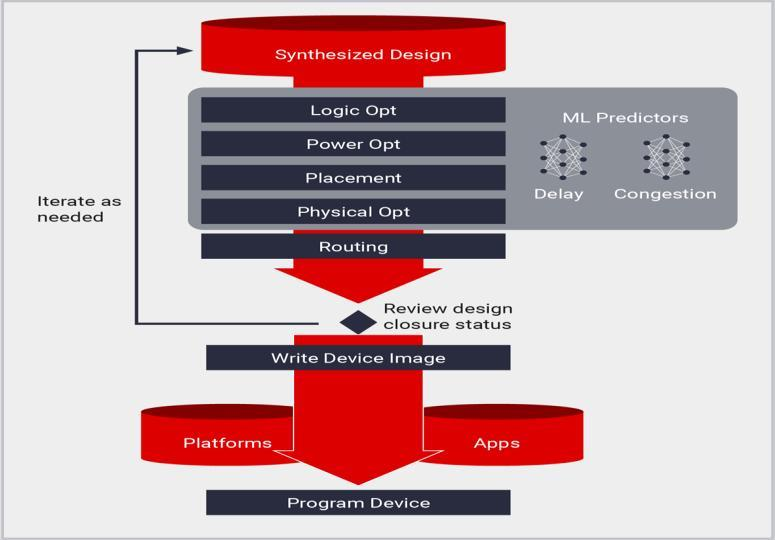 Synthesized Design
Logic Opt
Power Opt
Placement
Physical Opt
ML Predictors
Delay
Congestion
Iterate as
needed
Routing
Review design
closure status
Write Device Image
Platforms
Apps
Program Device